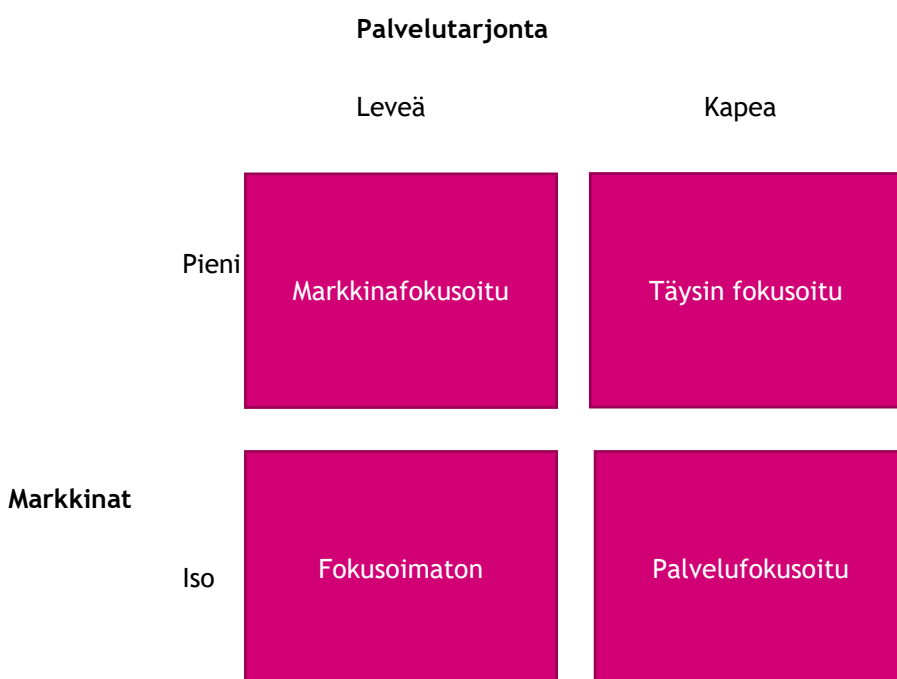 Palvelutarjonta
Leveä Kapea
Pieni
Markkinafokusoitu Täysin fokusoitu
Markkinat
Iso
Fokusoimaton Palvelufokusoitu